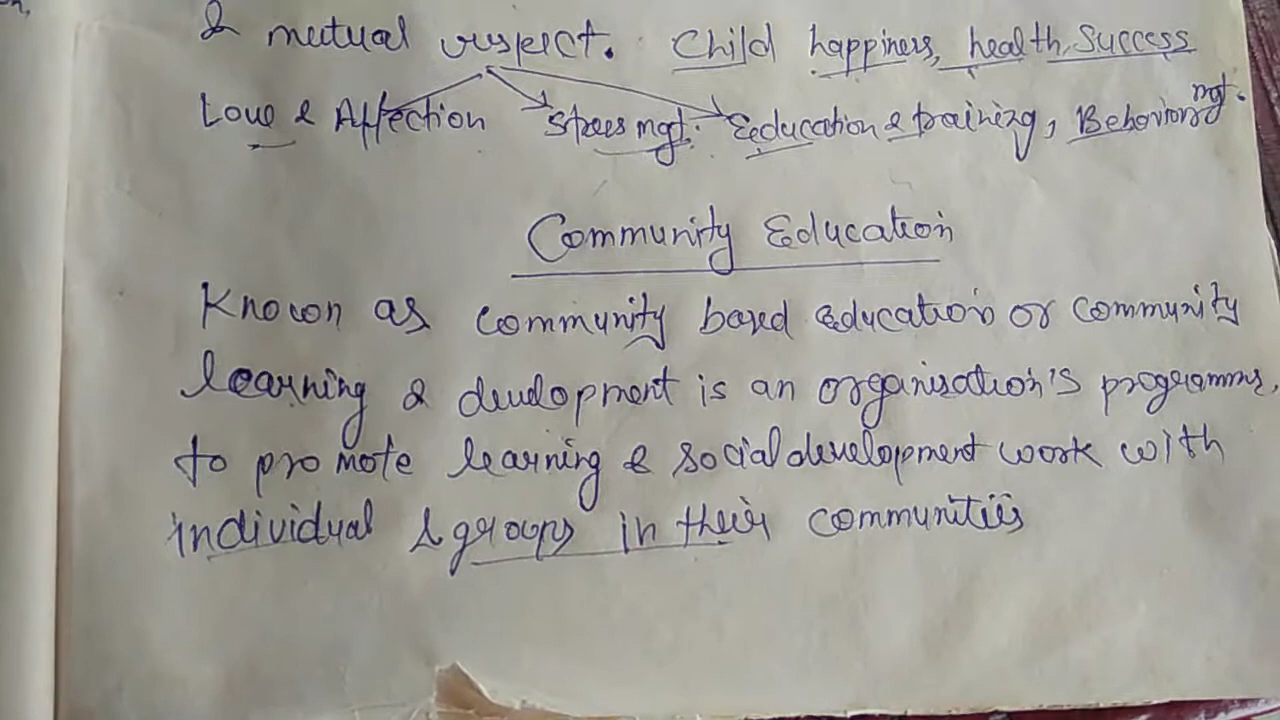 & mutual respect. Child happiness, health, Success
Love & Affection Stress mgt. Education & training, Behaviour mgt.
Community Education
Known as community based education or community
learning & development is an organisation's programms,
to promote learning & social development work with
individual & groups in their communities